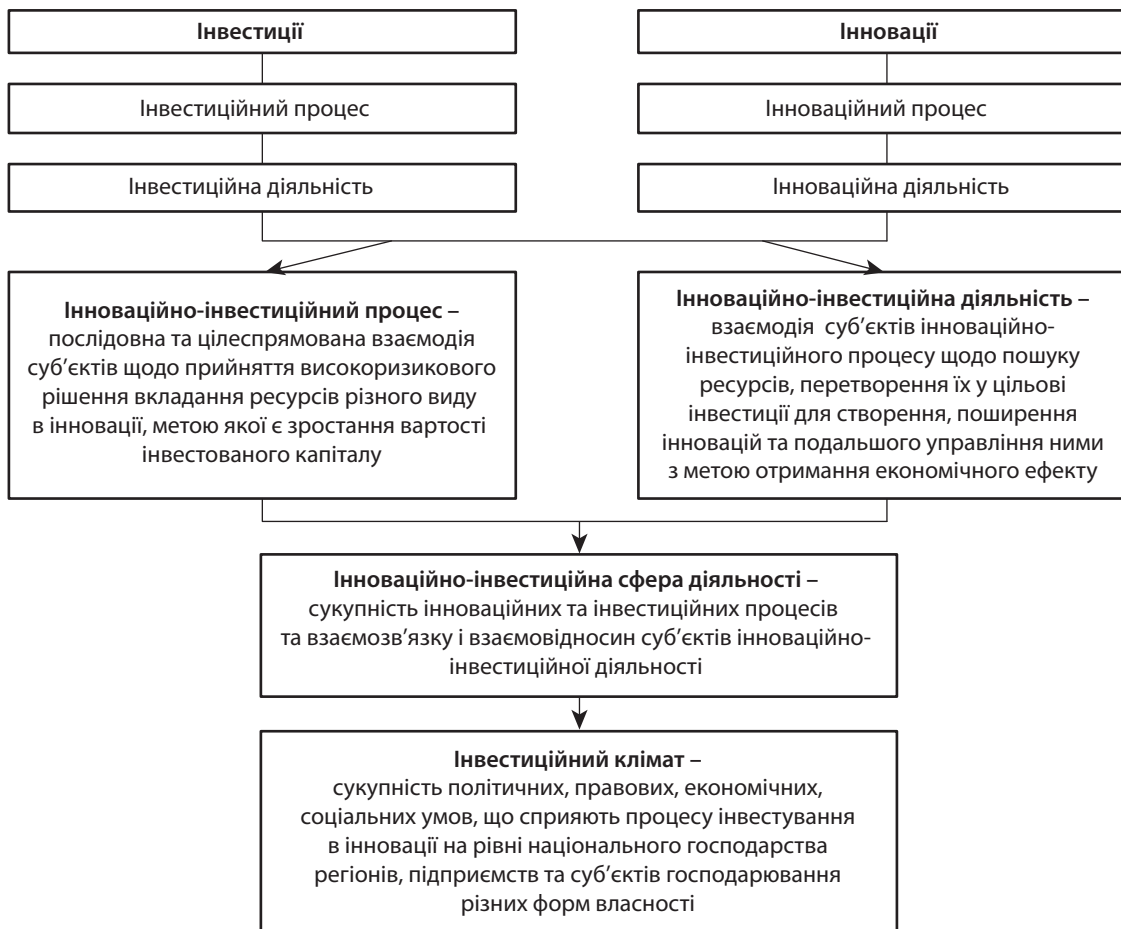 Інвестиції
Інновації
Інвестиційний процес
Інноваційний процес
Інвестиційна діяльність
Інноваційна діяльність
Інноваційно-інвестиційний процес –
послідовна та цілеспрямована взаємодія
суб’єктів щодо прийняття високоризикового
рішення вкладання ресурсів різного виду
в інновації, метою якої є зростання вартості
інвестованого капіталу
Інноваційно-інвестиційна діяльність –
взаємодія суб’єктів інноваційно-
інвестиційного процесу щодо пошуку
ресурсів, перетворення їх у цільові
інвестиції для створення, поширення
інновацій та подальшого управління ними
з метою отримання економічного ефекту
Інноваційно-інвестиційна сфера діяльності –
сукупність інноваційних та інвестиційних процесів
та взаємозв’язку і взаємовідносин суб’єктів інноваційно-
інвестиційної діяльності
Інвестиційний клімат –
сукупність політичних, правових, економічних,
соціальних умов, що сприяють процесу інвестування
в інновації на рівні національного господарства
регіонів, підприємств та суб’єктів господарювання
різних форм власності